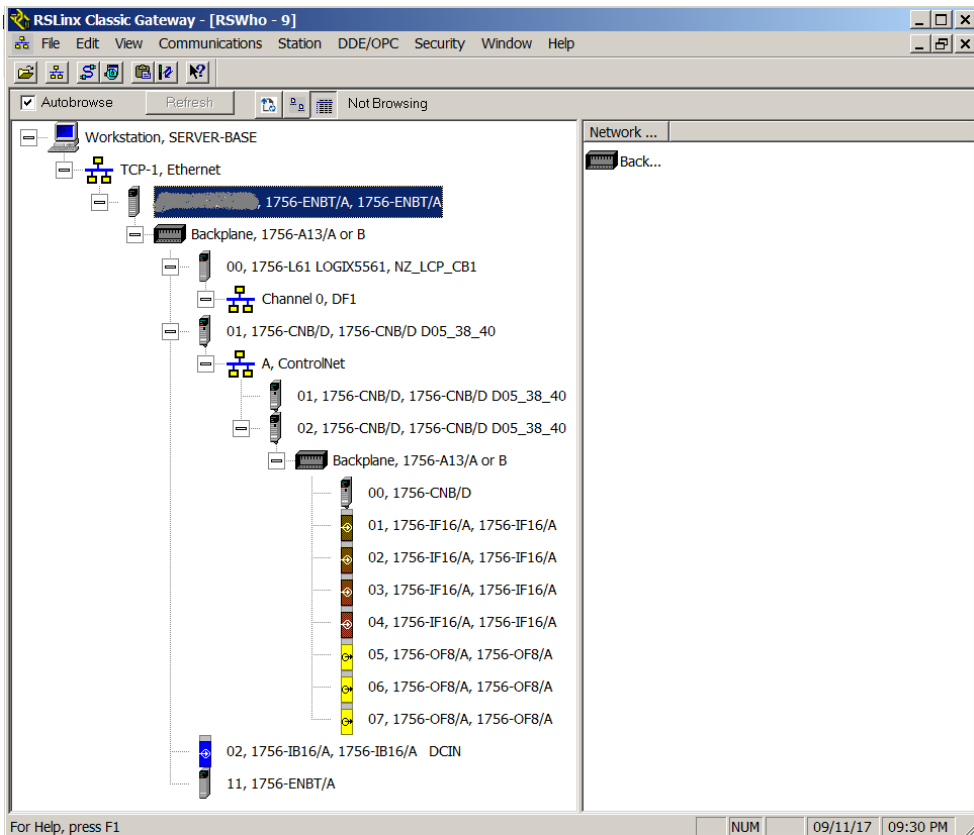 RSLinx Classic Gateway - [RSWho - 9]
File Edit View Communications Station DDE/OPC Security Window Help
Autobrowse Refresh Not Browsing
Workstation, SERVER-BASE
TCP-1, Ethernet
, 1756-ENBT/A, 1756-ENBT/A
Backplane, 1756-A13/A or B
00, 1756-L61 LOGIX5561, NZ_LCP_CB1
Channel 0, DF1
01, 1756-CNB/D, 1756-CNB/D D05_38_40
A, ControlNet
01, 1756-CNB/D, 1756-CNB/D D05_38_40
02, 1756-CNB/D, 1756-CNB/D D05_38_40
Backplane, 1756-A13/A or B
00, 1756-CNB/D
01, 1756-IF16/A, 1756-IF16/A
02, 1756-IF16/A, 1756-IF16/A
03, 1756-IF16/A, 1756-IF16/A
04, 1756-IF16/A, 1756-IF16/A
05, 1756-OF8/A, 1756-OF8/A
06, 1756-OF8/A, 1756-OF8/A
07, 1756-OF8/A, 1756-OF8/A
02, 1756-IB16/A, 1756-IB16/A DCIN
11, 1756-ENBT/A
Network ...
Back...
For Help, press F1 NUM 09/11/17 09:30 PM